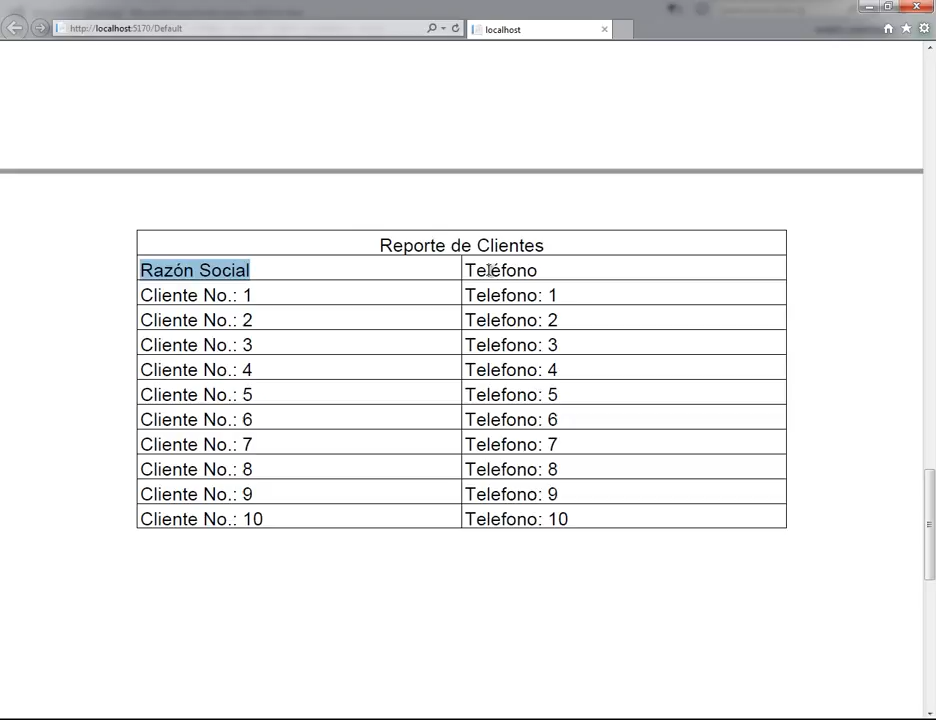 http://localhost:5170/Default
localhost
Reporte de Clientes
Razón Social Teléfono
Cliente No.: 1 Telefono: 1
Cliente No.: 2 Telefono: 2
Cliente No.: 3 Telefono: 3
Cliente No.: 4 Telefono: 4
Cliente No.: 5 Telefono: 5
Cliente No.: 6 Telefono: 6
Cliente No.: 7 Telefono: 7
Cliente No.: 8 Telefono: 8
Cliente No.: 9 Telefono: 9
Cliente No.: 10 Telefono: 10